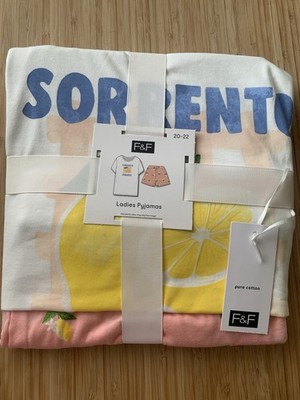 SORRENTO
F&F
20-22
F&F
Ladies Pyjamas
pure cotton
F&F